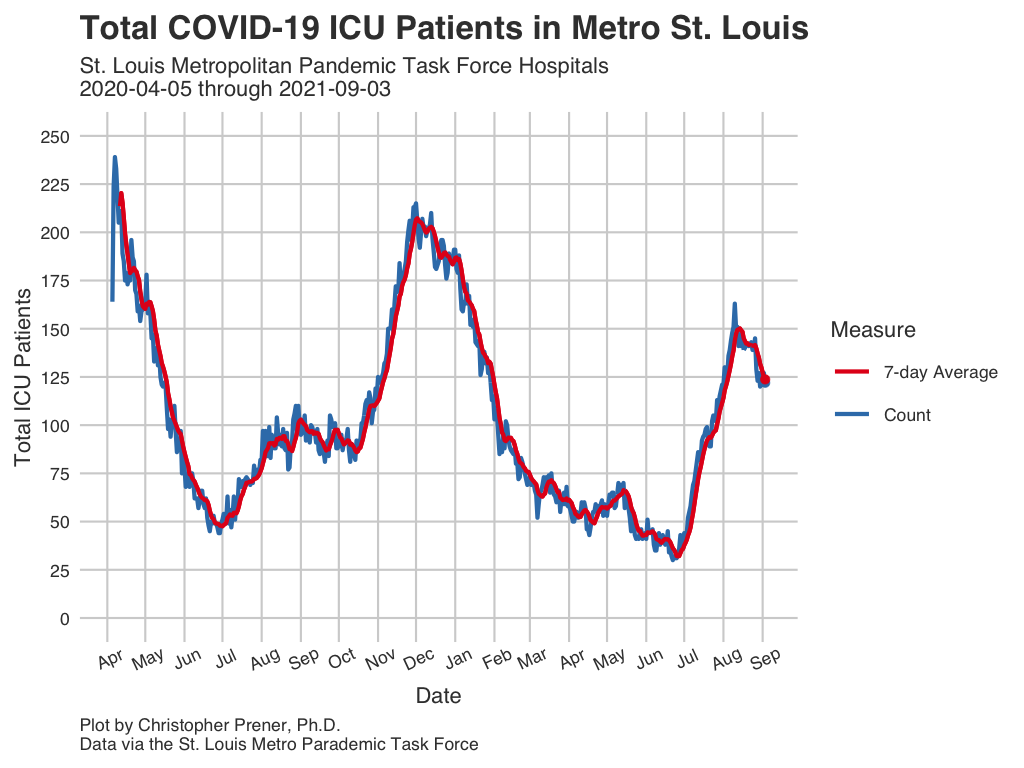 Total COVID-19 ICU Patients in Metro St. Louis
St. Louis Metropolitan Pandemic Task Force Hospitals
2020-04-05 through 2021-09-03
Total ICU Patients
250
225
200
175
150
125
100
75
50
25
0
Apr May Jun Jul Aug Sep Oct Nov Dec Jan Feb Mar Apr May Jun Jul Aug Sep
Date
Measure
7-day Average
Count
Plot by Christopher Prener, Ph.D.
Data via the St. Louis Metro Parademic Task Force